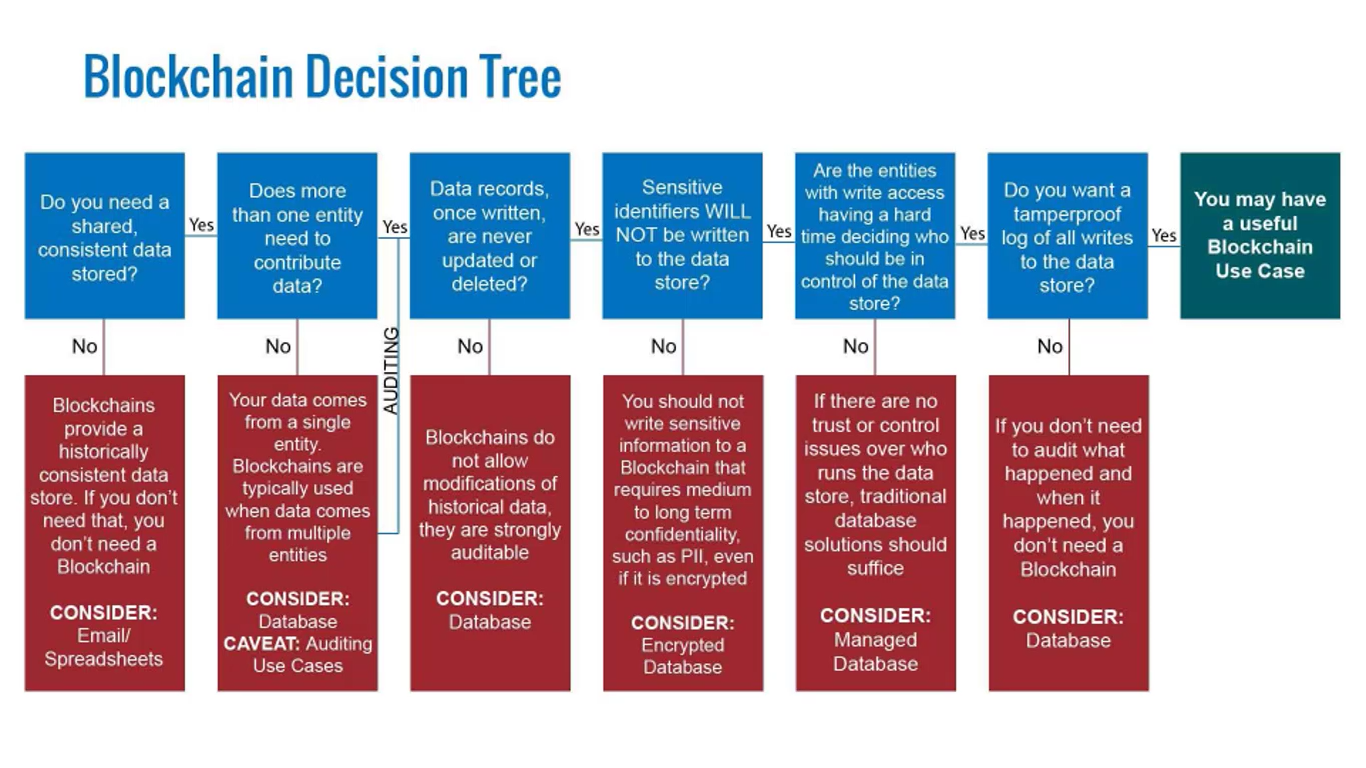 Blockchain Decision Tree
Do you need a
shared,
consistent data
stored?
Yes
Does more
than one entity
need to
contribute
data?
Yes
Data records,
once written,
are never
updated or
deleted?
Yes
Sensitive
identifiers WILL
NOT be written
to the data
store?
Yes
Are the entities
with write access
having a hard
time deciding who
should be in
control of the data
store?
Yes
Do you want a
tamperproof
log of all writes
to the data
store?
Yes
You may have
a useful
Blockchain
Use Case
No
No
AUDITING
No
No
No
No
Blockchains
provide a
historically
consistent data
store. If you don't
need that, you
don't need a
Blockchain
CONSIDER:
Email/
Spreadsheets
Your data comes
from a single
entity.
Blockchains are
typically used
when data comes
from multiple
entities
CONSIDER:
Database
CAVEAT: Auditing
Use Cases
Blockchains do
not allow
modifications of
historical data,
they are strongly
auditable
CONSIDER:
Database
You should not
write sensitive
information to a
Blockchain that
requires medium
to long term
confidentiality,
such as PII, even
if it is encrypted
CONSIDER:
Encrypted
Database
If there are no
trust or control
issues over who
runs the data
store, traditional
database
solutions should
suffice
CONSIDER:
Managed
Database
If you don't need
to audit what
happened and
when it
happened, you
don't need a
Blockchain
CONSIDER:
Database